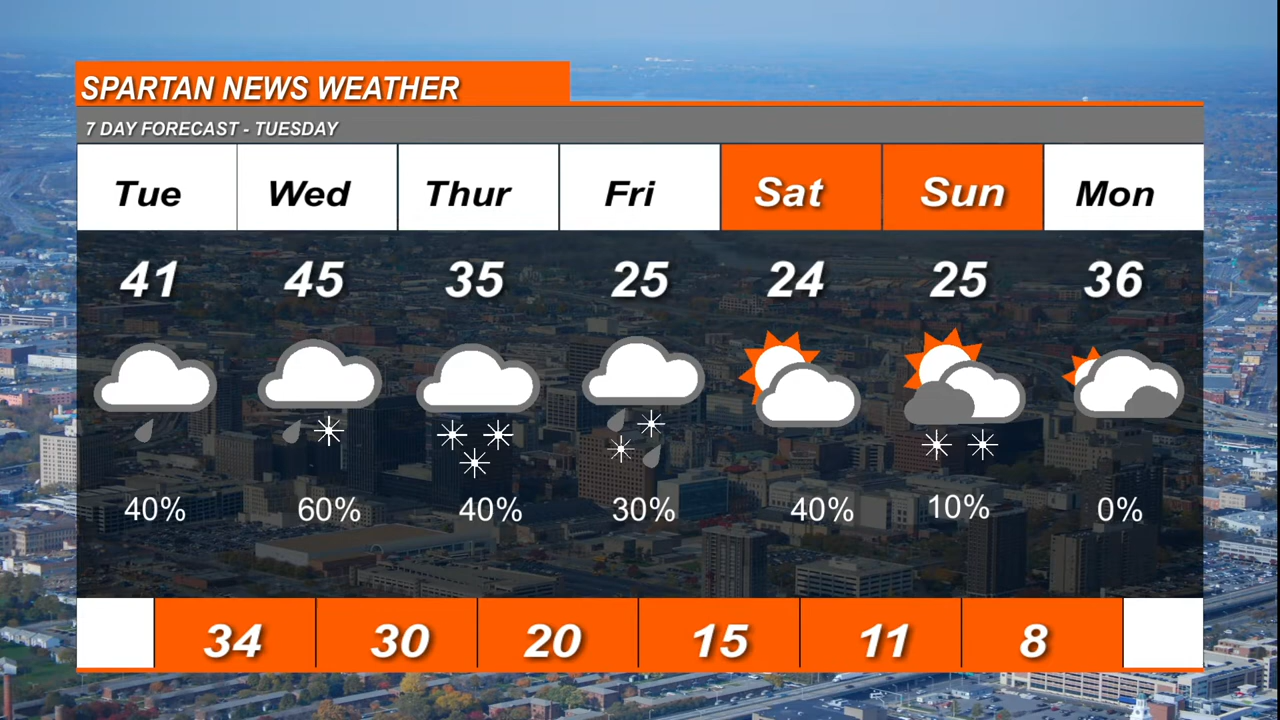 SPARTAN NEWS WEATHER
7 DAY FORECAST - TUESDAY
Tue Wed Thur Fri Sat Sun Mon
41 45 35 25 24 25 36
40% 60% 40% 30% 40% 10% 0%
34 30 20 15 11 8